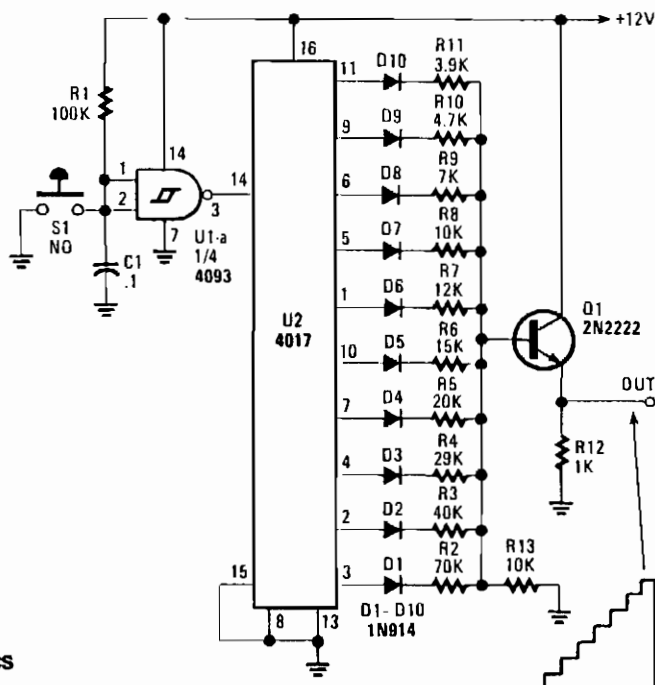 +12V
16
R1
100K
14
1
2
3
14
S1
NO
7
U1-a
1/4
4093
C1
.1
U2
4017
11
D10
R11
3.9K
9
D9
R10
4.7K
6
D8
R9
7K
5
D7
R8
10K
1
D6
R7
12K
10
D5
R6
15K
7
D4
R5
20K
4
D3
R4
29K
2
D2
R3
40K
3
D1
R2
70K
R13
10K
Q1
2N2222
OUT
R12
1K
15
8
13
D1-D10
1N914
cs